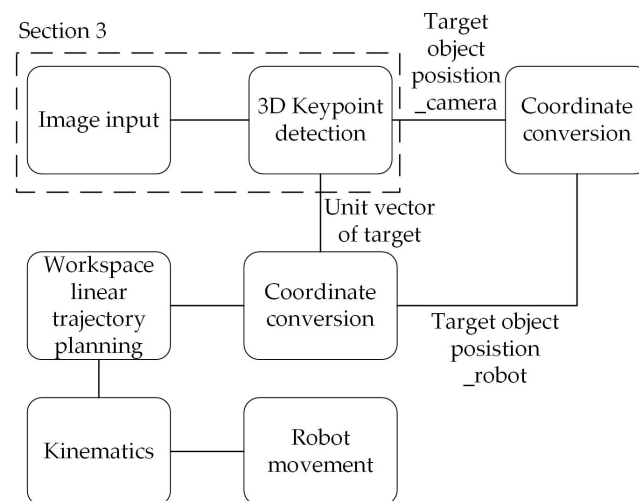 Section 3
Image input
3D Keypoint
detection
Target
object
posistion
_camera
Coordinate
conversion
Unit vector
of target
Workspace
linear
trajectory
planning
Coordinate
conversion
Target object
posistion
_robot
Kinematics
Robot
movement